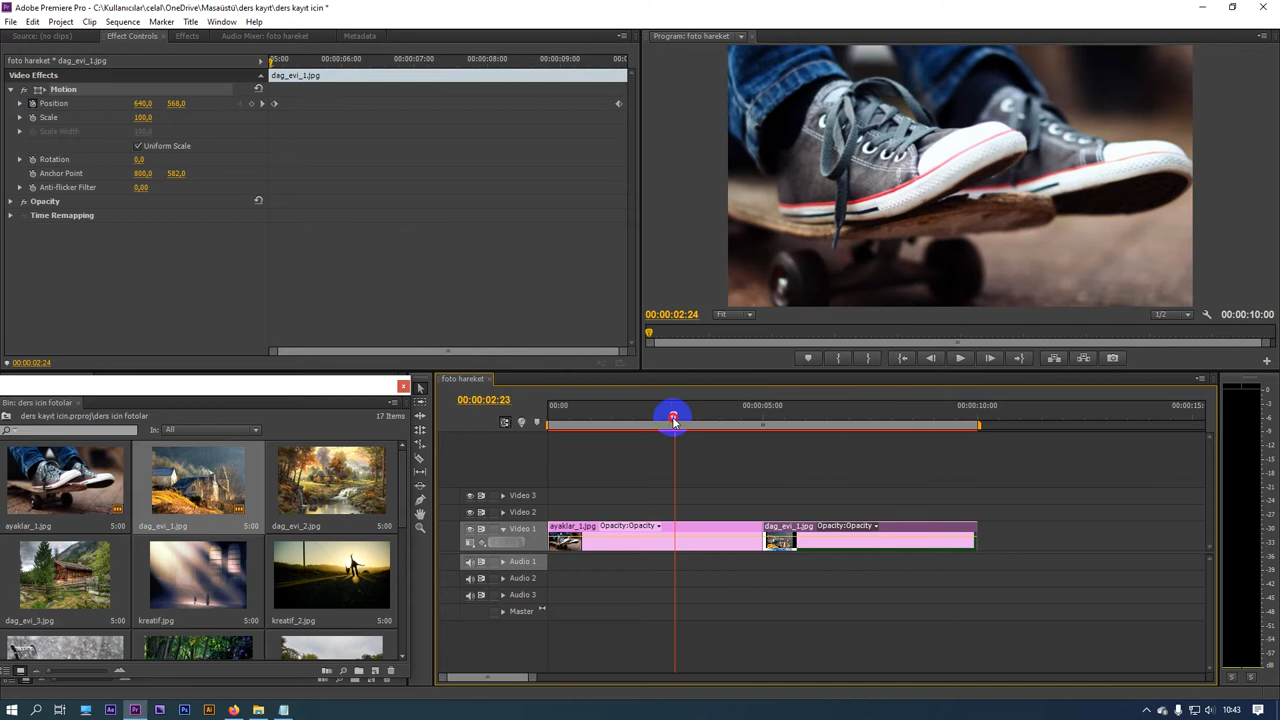 Adobe Premiere Pro - C:\Kullanıcılar\celal\OneDrive\Masaüstü\ders kayıt\ders kayıt icin *
File Edit Project Clip Sequence Marker Title Window Help
Source: (no clips) Effect Controls Effects Audio Mixer: foto hareket Metadata
Program: foto hareket
foto hareket * dag_evi_1.jpg
05:00 00:00:06:00 00:00:07:00 00:00:08:00 00:00:09:00 00:0
Video Effects
dag_evi_1.jpg
Motion
Position 640,0 568,0
Scale 100,0
Scale Width 100,0
Uniform Scale
Rotation 0,0
Anchor Point 800,0 582,0
Anti-flicker Filter 0,00
Opacity
Time Remapping
00:00:02:24
00:00:02:24 Fit 1/2 00:00:10:00
foto hareket
00:00:02:23
00:00 00:00:05:00 00:00:10:00 00:00:15:
Bin: ders icin fotolar
ders kayıt icin.prproj\ders icin fotolar 17 Items
In: All
ayaklar_1.jpg dag_evi_1.jpg dag_evi_2.jpg
dag_evi_3.jpg kreatif.jpg kreatif_2.jpg
Video 3
Video 2
Video 1
ayaklar_1.jpg Opacity:Opacity dag_evi_1.jpg Opacity:Opacity
Audio 1
Audio 2
Audio 3
Master
0
-3
-6
-9
S S
10:43